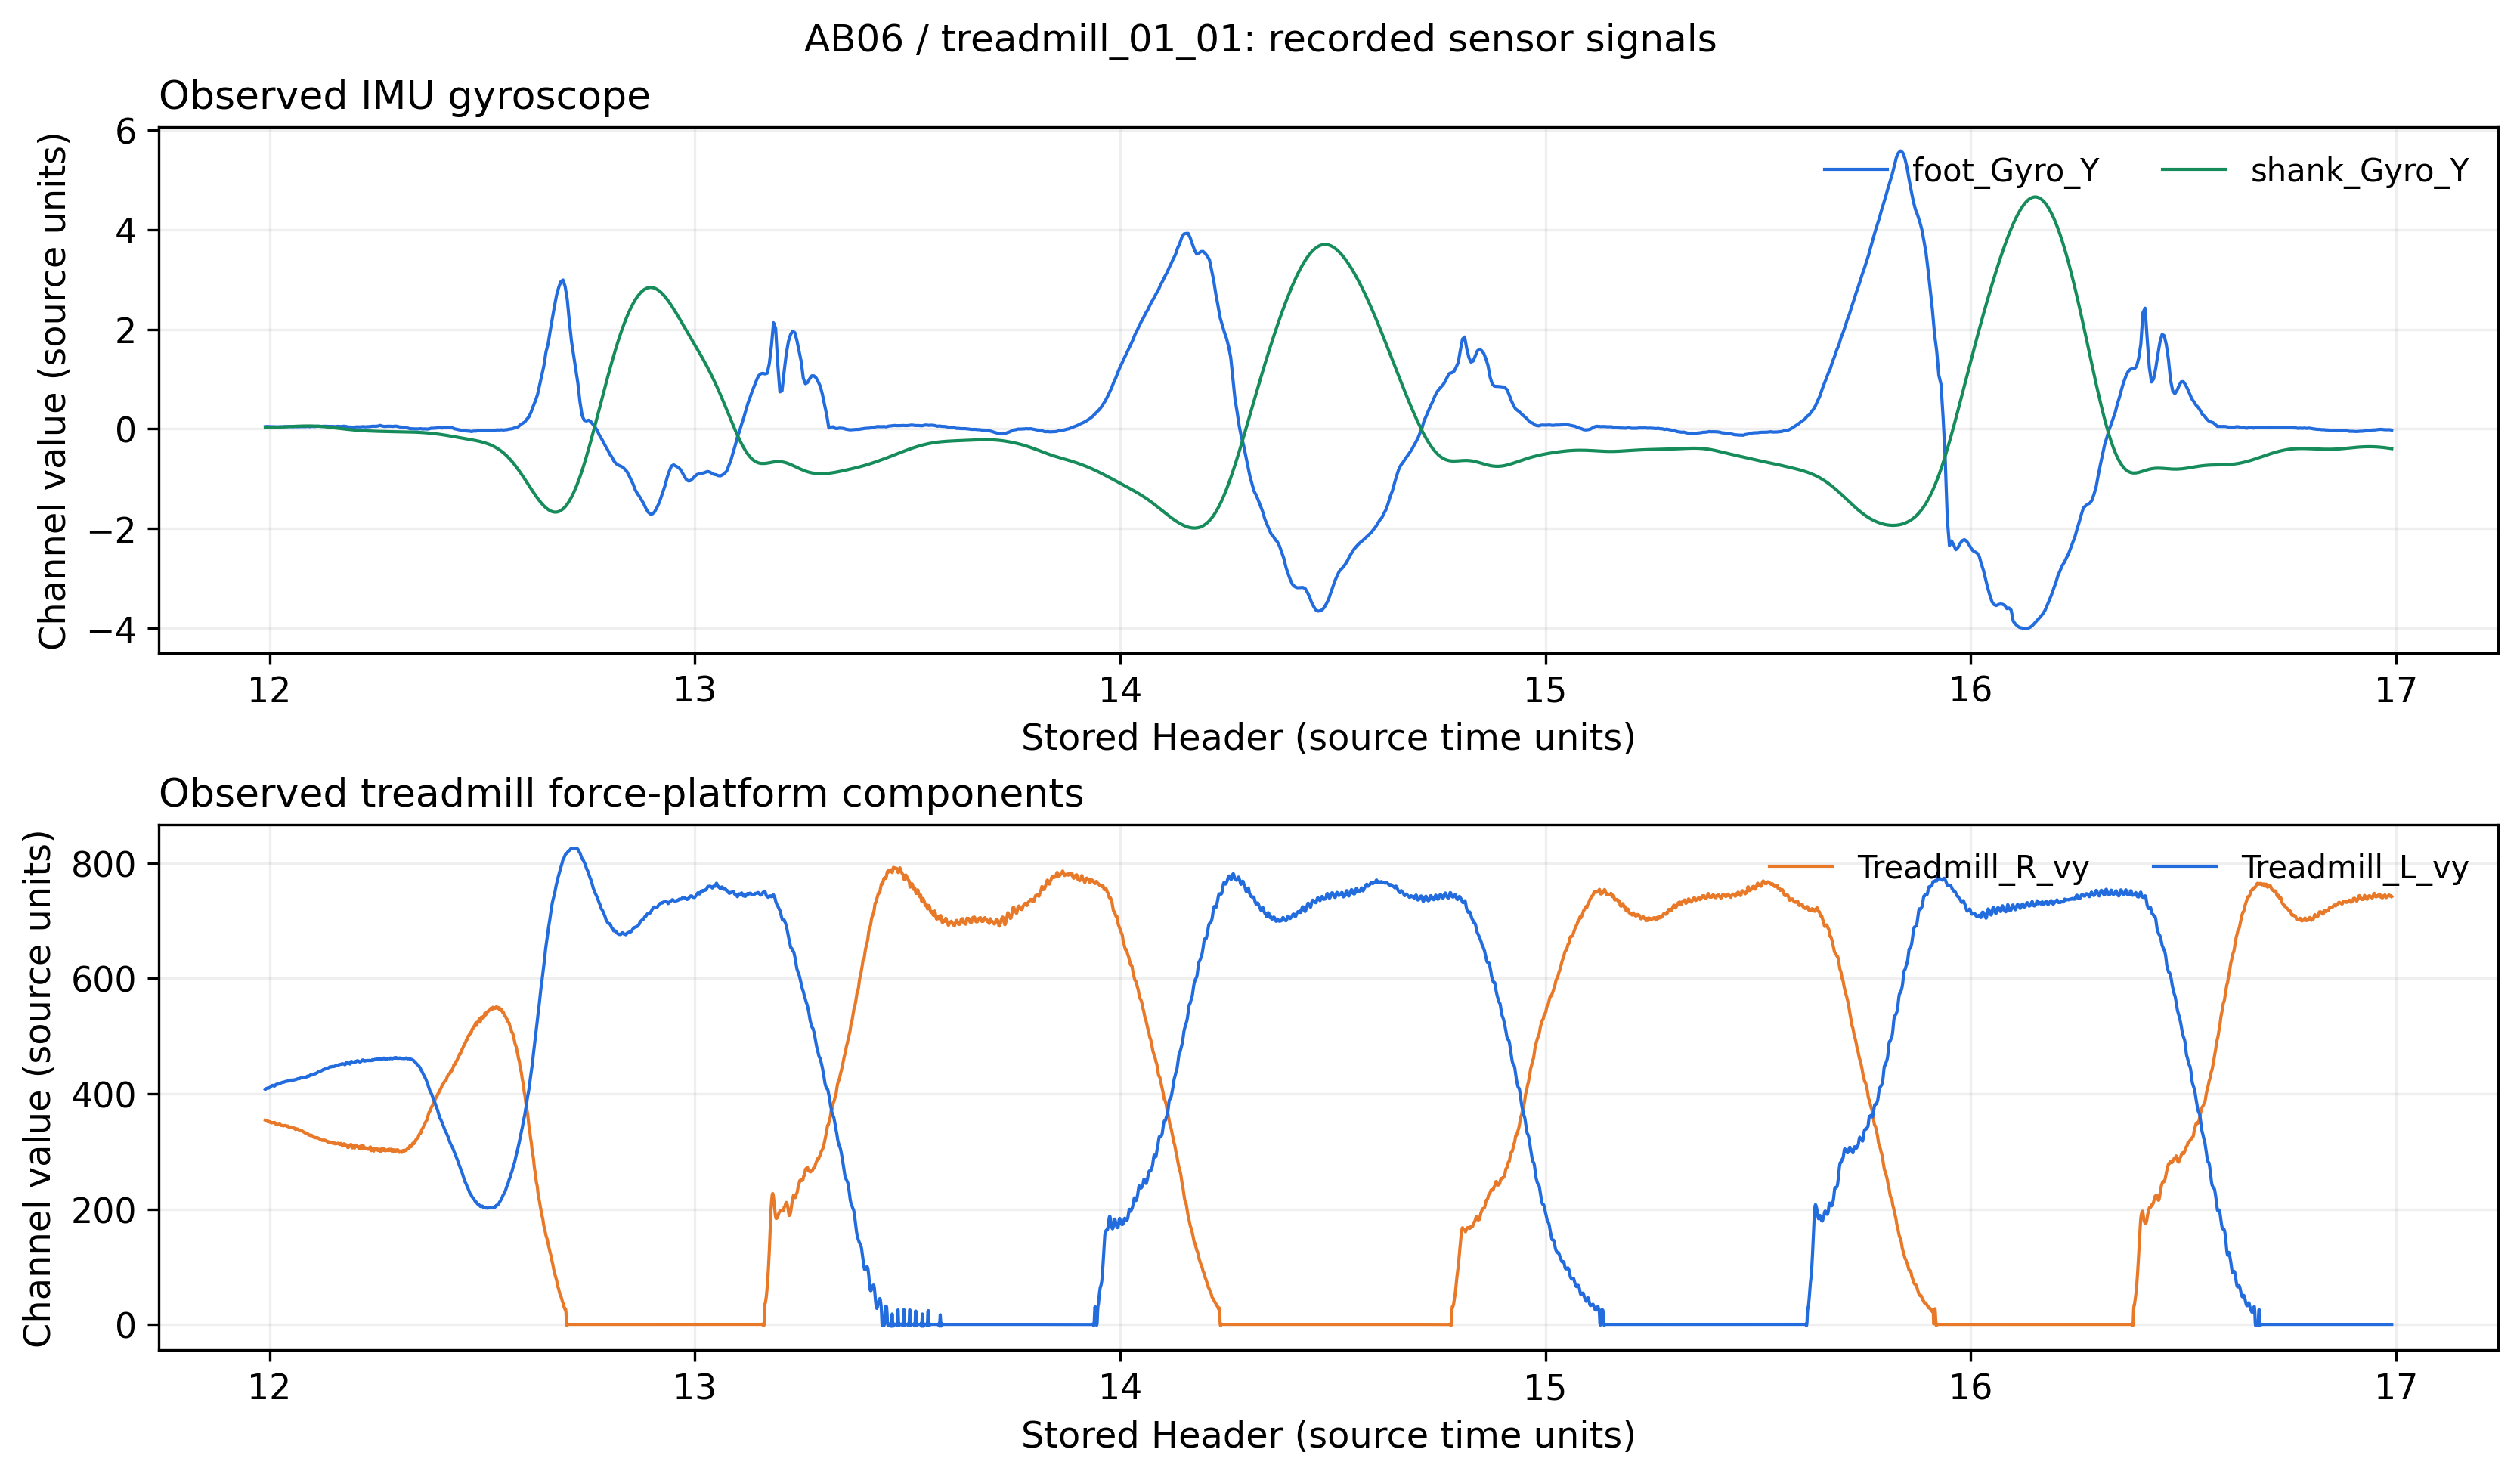 AB06 / treadmill_01_01: recorded sensor signals
Observed IMU gyroscope
Channel value (source units)
6
4
2
0
−2
−4
foot_Gyro_Y
shank_Gyro_Y
12
13
14
15
16
17
Stored Header (source time units)
Observed treadmill force-platform components
Channel value (source units)
800
600
400
200
0
Treadmill_R_vy
Treadmill_L_vy
12
13
14
15
16
17
Stored Header (source time units)